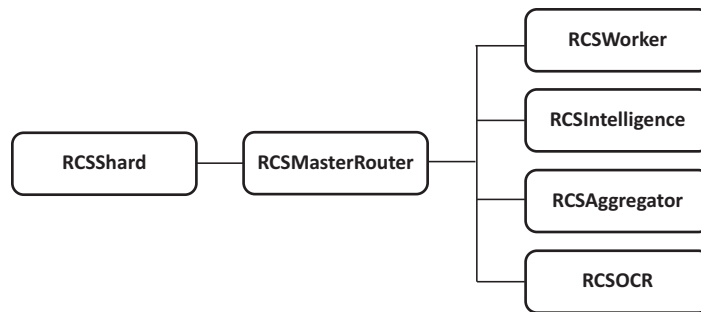 RCSWorker
RCSIntelligence
RCSShard
RCSMasterRouter
RCSAggregator
RCSOCR